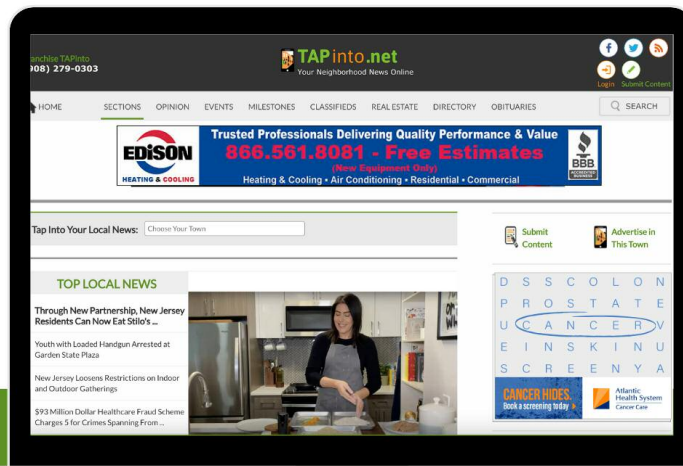 ranchise TAPinto
908) 279-0303
TAPinto.net
Your Neighborhood News Online
Login Submit Content
HOME SECTIONS OPINION EVENTS MILESTONES CLASSIFIEDS REAL ESTATE DIRECTORY OBITUARIES SEARCH
EDISON
HEATING & COOLING
Trusted Professionals Delivering Quality Performance & Value
866.561.8081 - Free Estimates
(New Equipment Only)
Heating & Cooling • Air Conditioning • Residential • Commercial
BBB
ACCREDITED
BUSINESS
Tap Into Your Local News: Choose Your Town
Submit
Content
Advertise in
This Town
TOP LOCAL NEWS
Through New Partnership, New Jersey
Residents Can Now Eat Stilo's ...
Youth with Loaded Handgun Arrested at
Garden State Plaza
New Jersey Loosens Restrictions on Indoor
and Outdoor Gatherings
$93 Million Dollar Healthcare Fraud Scheme
Charges 5 for Crimes Spanning From ...
D S S C O L O N
P R O S T A T E
U C A N C E R V
E I N S K I N U
S C R E E N Y A
CANCER HIDES.
Book a screening today
Atlantic
Health System
Cancer Care